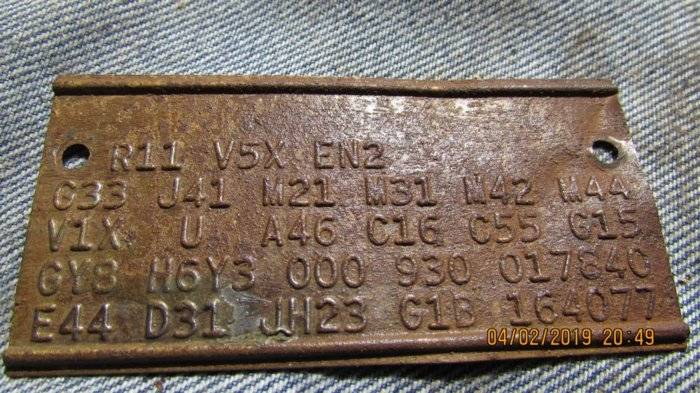 R11 V5X EN2
G33 J41 M21 M31 M42 M44
V1X U A46 C16 C55 G15
GY8 H6Y3 000 930 017840
E44 D31 JH23 G1B 164077
04/02/2019 20:49